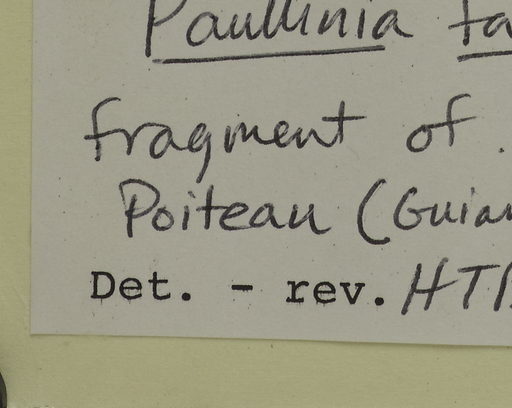 Paullinia
fragment of
Poiteau
Det. - rev.